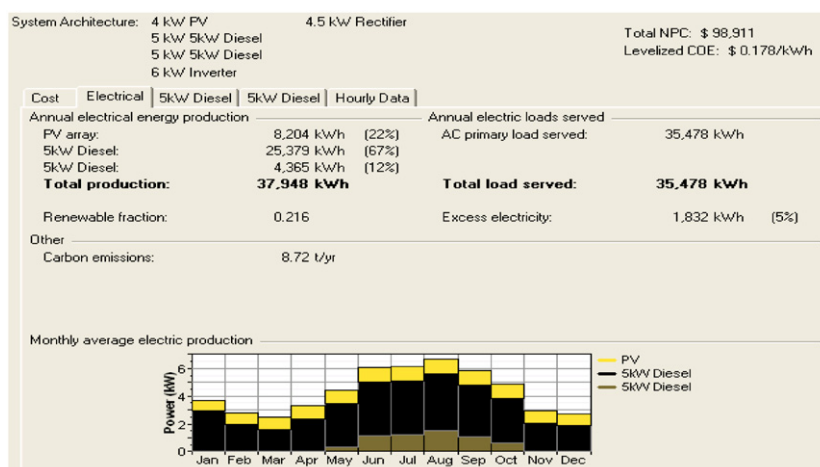 System Architecture: 4 kW PV 4.5 kW Rectifier
5 kW 5kW Diesel
5 kW 5kW Diesel
6 kW Inverter
Total NPC: $ 98,911
Levelized COE: $ 0.178/kWh
Cost Electrical 5kW Diesel 5kW Diesel Hourly Data
Annual electrical energy production Annual electric loads served
PV array: 8,204 kWh (22%) AC primary load served: 35,478 kWh
5kW Diesel: 25,379 kWh (67%)
5kW Diesel: 4,365 kWh (12%)
Total production: 37,948 kWh Total load served: 35,478 kWh
Renewable fraction: 0.216 Excess electricity: 1,832 kWh (5%)
Other
Carbon emissions: 8.72 t/yr
Monthly average electric production
Power (kW)
6
4
2
0
Jan Feb Mar Apr May Jun Jul Aug Sep Oct Nov Dec
PV
5kW Diesel
5kW Diesel